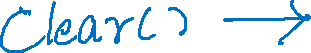 Clear() →